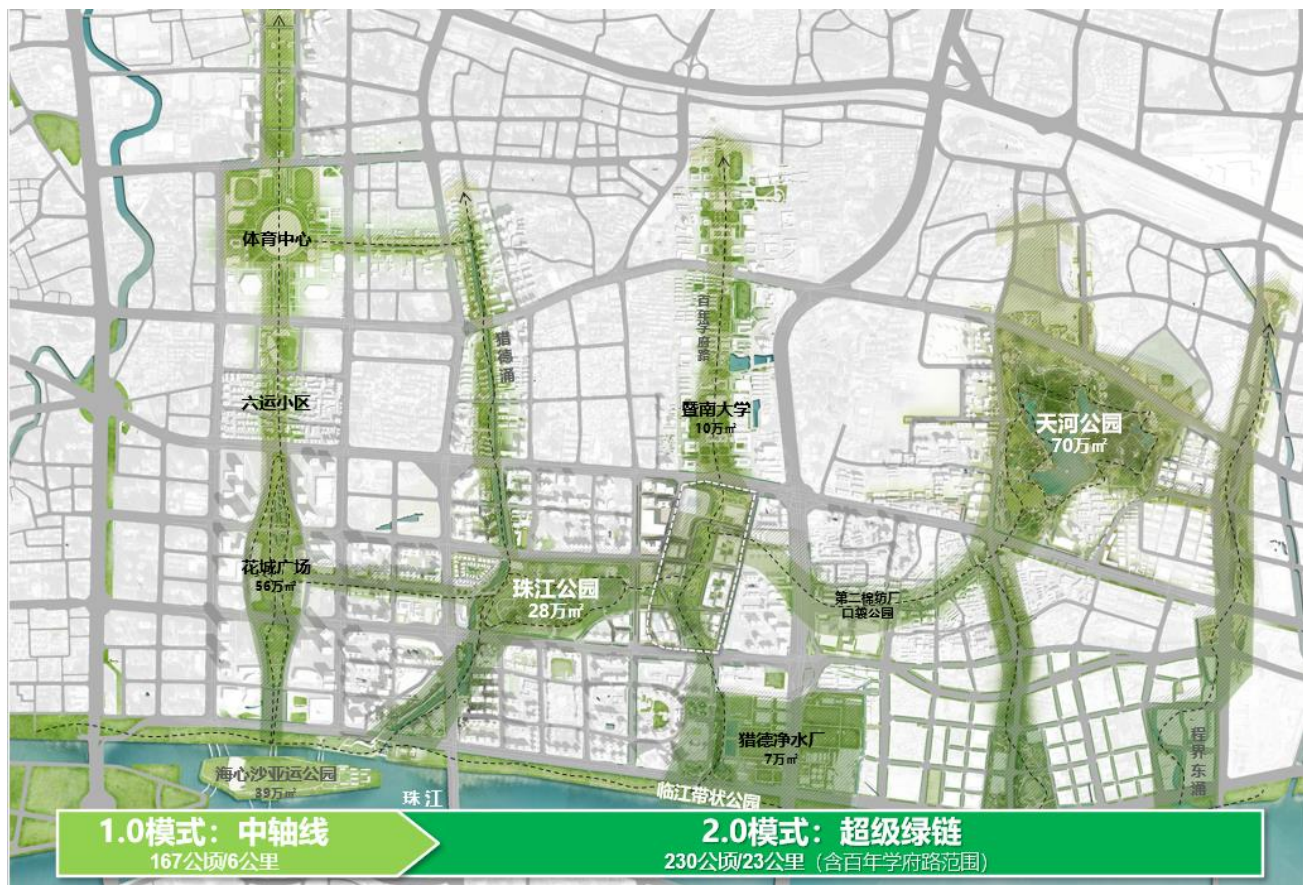 体育中心
猎德涌
百年学府路
六运小区
暨南大学
10万㎡
天河公园
70万㎡
花城广场
56万㎡
珠江公园
28万㎡
第二棉纺厂
口袋公园
猎德净水厂
7万㎡
程界东涌
海心沙亚运公园
39万㎡
珠江
临江带状公园
1.0模式：中轴线
167公顷/6公里
2.0模式：超级绿链
230公顷/23公里（含百年学府路范围）